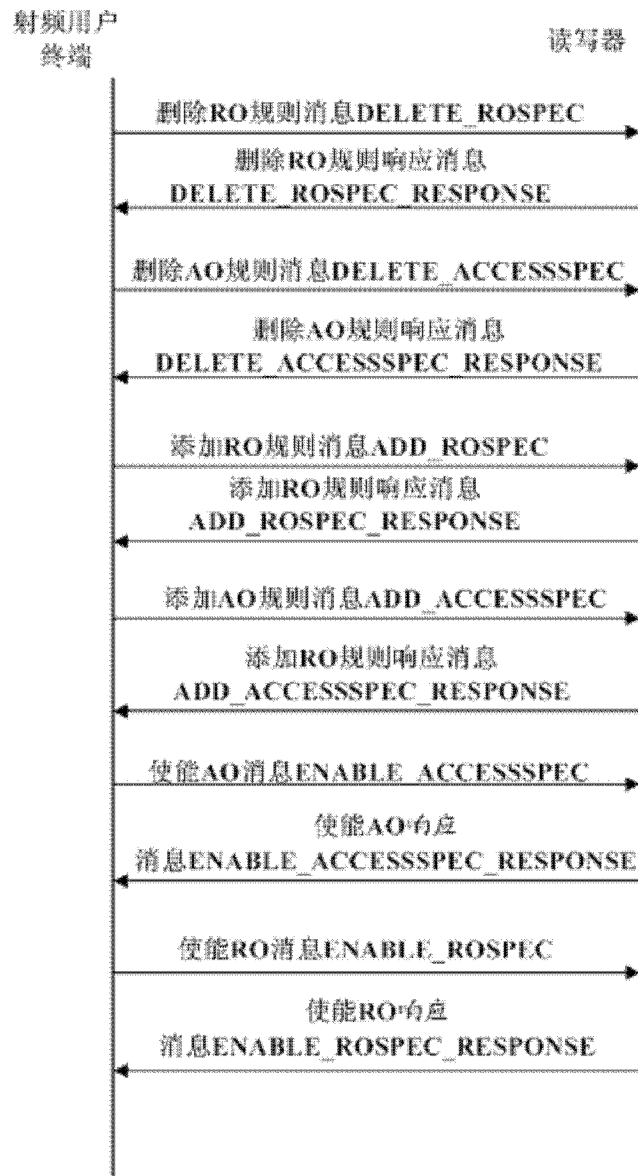 射频用户
终端
读写器
删除RO规则消息DELETE_ROSPEC
删除RO规则响应消息
DELETE_ROSPEC_RESPONSE
删除AO规则消息DELETE_ACCESSSPEC
删除AO规则响应消息
DELETE_ACCESSSPEC_RESPONSE
添加RO规则消息ADD_ROSPEC
添加RO规则响应消息
ADD_ROSPEC_RESPONSE
添加AO规则消息ADD_ACCESSSPEC
添加RO规则响应消息
ADD_ACCESSSPEC_RESPONSE
使能AO消息ENABLE_ACCESSSPEC
使能AO响应
消息ENABLE_ACCESSSPEC_RESPONSE
使能RO消息ENABLE_ROSPEC
使能RO响应
消息ENABLE_ROSPEC_RESPONSE